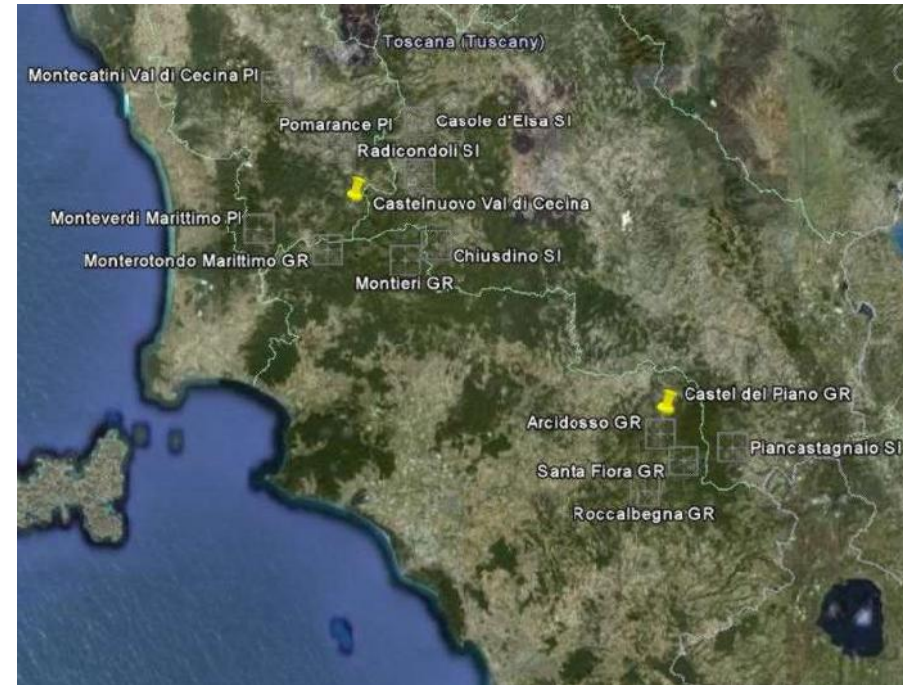 Toscana (Tuscany)
Montecatini Val di Cecina PI
Pomarance PI
Casole d'Elsa SI
Radicondoli SI
Castelnuovo Val di Cecina
Monteverdi Marittimo PI
Monterotondo Marittimo GR
Chiusdino SI
Montieri GR
Castel del Piano GR
Arcidosso GR
Piancastagnaio SI
Santa Fiora GR
Roccalbegna GR